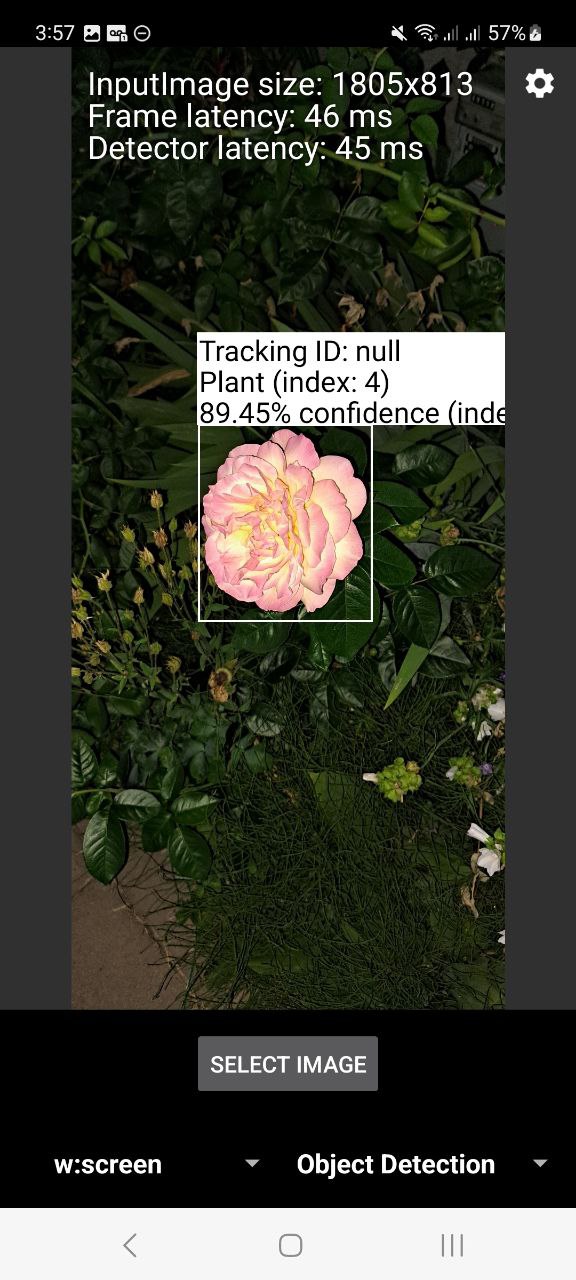 3:57
57%
InputImage size: 1805x813
Frame latency: 46 ms
Detector latency: 45 ms
Tracking ID: null
Plant (index: 4)
89.45% confidence (inde
SELECT IMAGE
w:screen
Object Detection